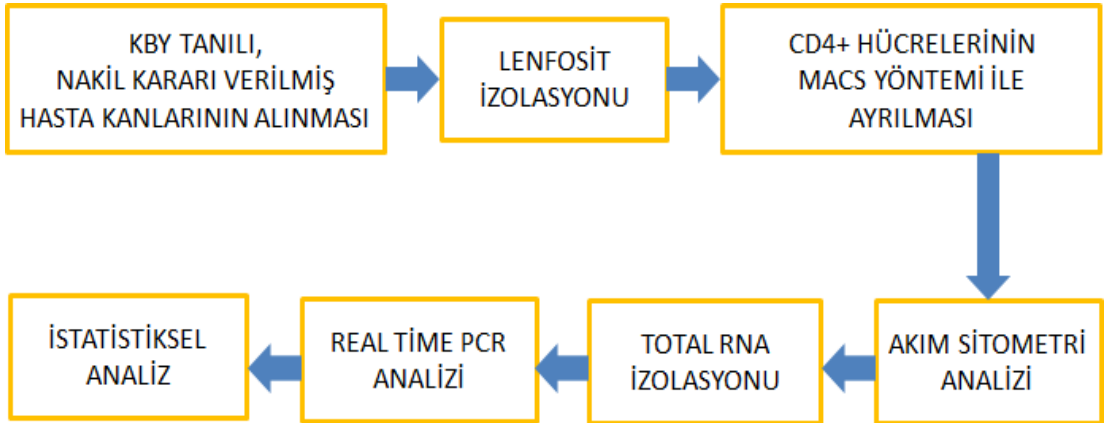 KBY TANILI,
NAKİL KARARI VERİLMİŞ
HASTA KANLARININ ALINMASI
LENFOSİT
İZOLASYONU
CD4+ HÜCRELERİNİN
MACS YÖNTEMİ İLE
AYRILMASI
AKIM SİTOMETRİ
ANALİZİ
TOTAL RNA
İZOLASYONU
REAL TİME PCR
ANALİZİ
İSTATİSTİKSEL
ANALİZ